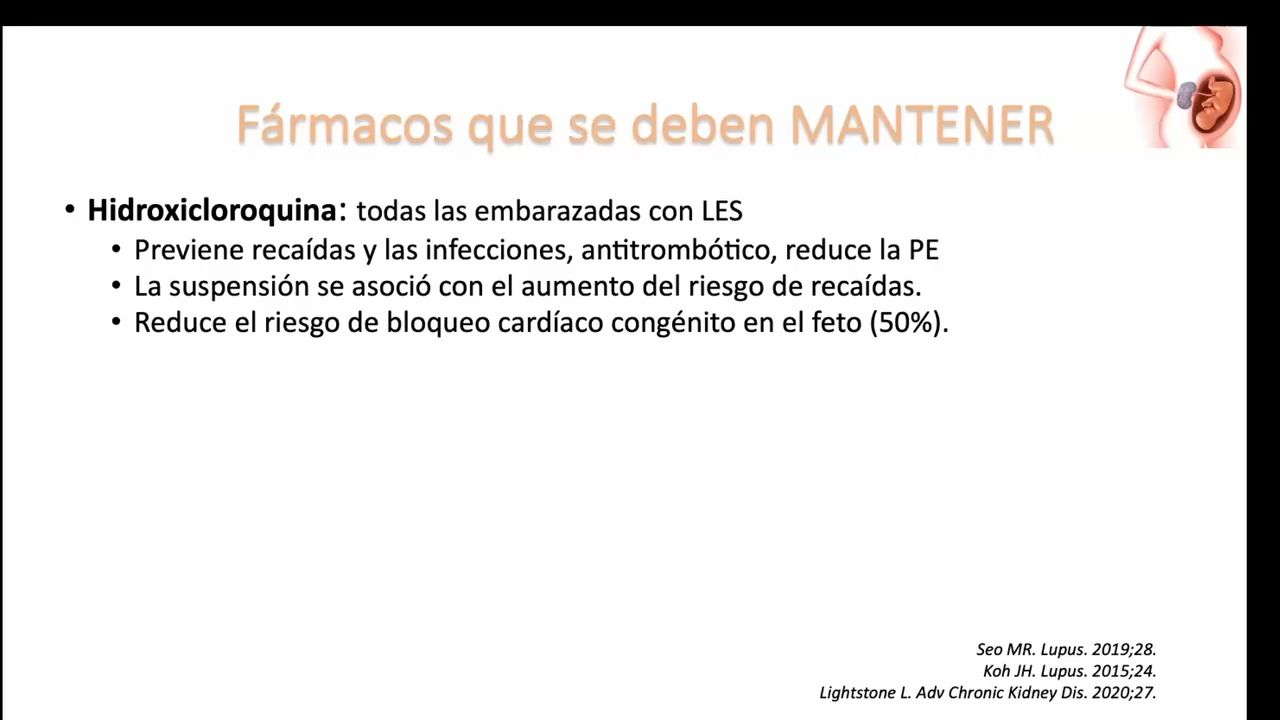 Fármacos que se deben MANTENER
• Hidroxicloroquina: todas las embarazadas con LES
• Previene recaídas y las infecciones, antitrombótico, reduce la PE
• La suspensión se asoció con el aumento del riesgo de recaídas.
• Reduce el riesgo de bloqueo cardíaco congénito en el feto (50%).
Seo MR. Lupus. 2019;28.
Koh JH. Lupus. 2015;24.
Lightstone L. Adv Chronic Kidney Dis. 2020;27.